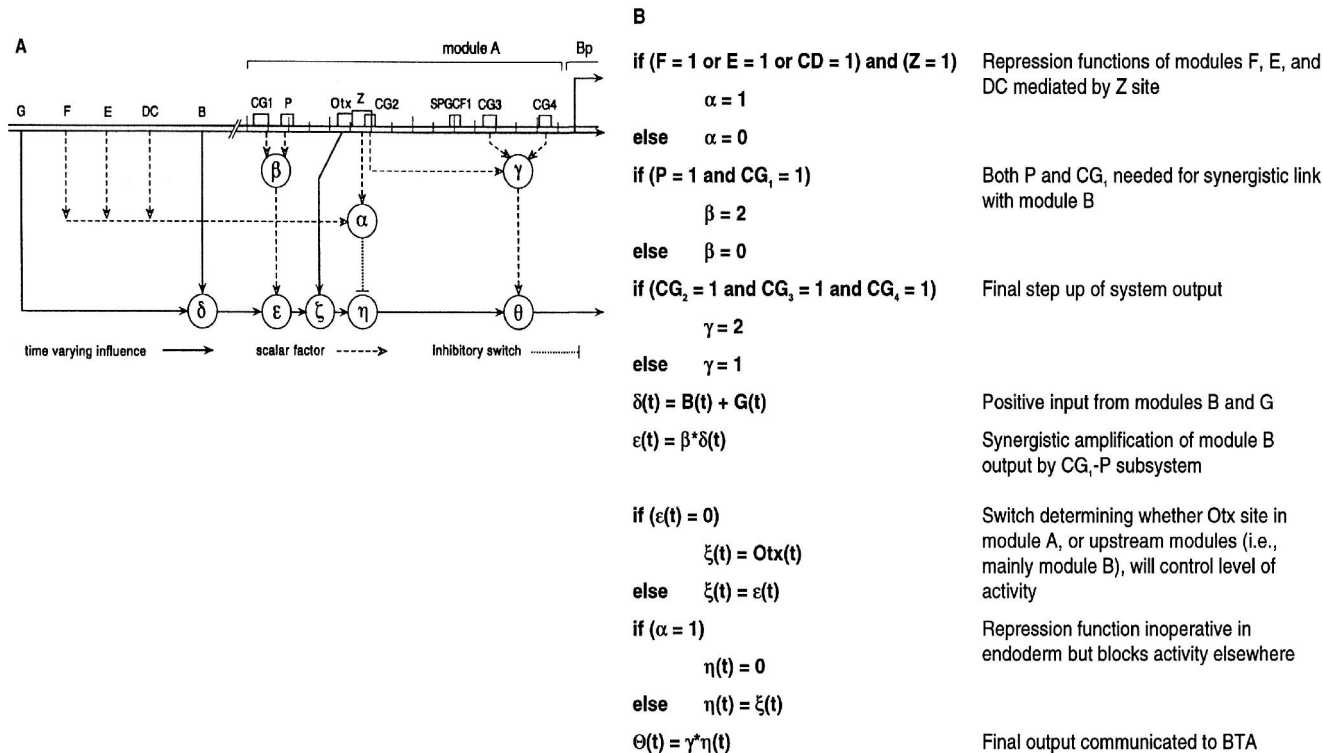 A
module A
Bp
G F E DC B CG1 P Otx Z CG2 SPGCF1 CG3 CG4
β
γ
α
δ ε ζ η θ
time varying influence
scalar factor
Inhibitory switch
B
if (F = 1 or E = 1 or CD = 1) and (Z = 1) Repression functions of modules F, E, and
α = 1 DC mediated by Z site
else α = 0
if (P = 1 and CG₁ = 1) Both P and CG, needed for synergistic link
β = 2 with module B
else β = 0
if (CG₂ = 1 and CG₃ = 1 and CG₄ = 1) Final step up of system output
γ = 2
else γ = 1
δ(t) = B(t) + G(t) Positive input from modules B and G
ε(t) = β*δ(t) Synergistic amplification of module B
output by CG₁-P subsystem
if (ε(t) = 0) Switch determining whether Otx site in
ξ(t) = Otx(t) module A, or upstream modules (i.e.,
mainly module B), will control level of
else ξ(t) = ε(t) activity
if (α = 1) Repression function inoperative in
endoderm but blocks activity elsewhere
η(t) = 0
else η(t) = ξ(t)
Θ(t) = γ*η(t) Final output communicated to BTA